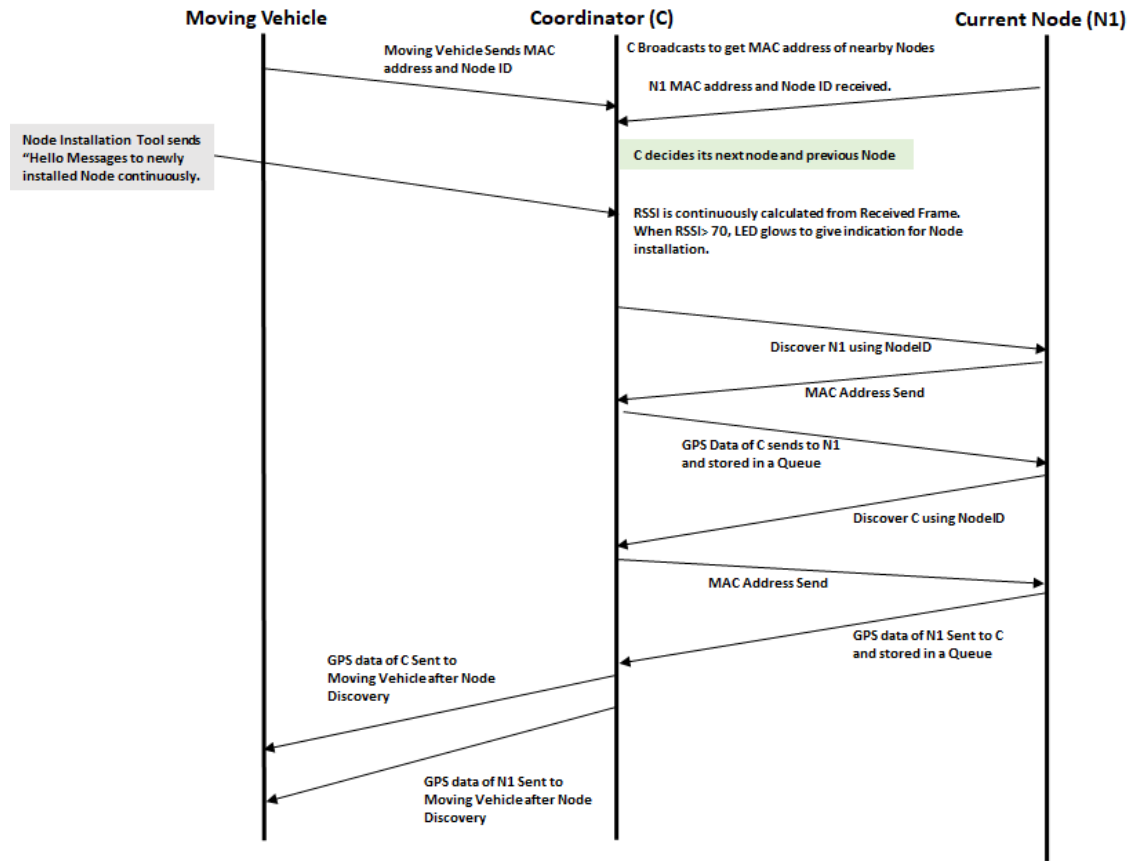 Moving Vehicle
Coordinator (C)
Current Node (N1)
Moving Vehicle Sends MAC
address and Node ID
C Broadcasts to get MAC address of nearby Nodes
N1 MAC address and Node ID received.
Node Installation Tool sends
“Hello Messages to newly
installed Node continuously.
C decides its next node and previous Node
RSSI is continuously calculated from Received Frame.
When RSSI> 70, LED glows to give indication for Node
installation.
Discover N1 using NodeID
MAC Address Send
GPS Data of C sends to N1
and stored in a Queue
Discover C using NodeID
MAC Address Send
GPS data of N1 Sent to C
and stored in a Queue
GPS data of C Sent to
Moving Vehicle after Node
Discovery
GPS data of N1 Sent to
Moving Vehicle after Node
Discovery